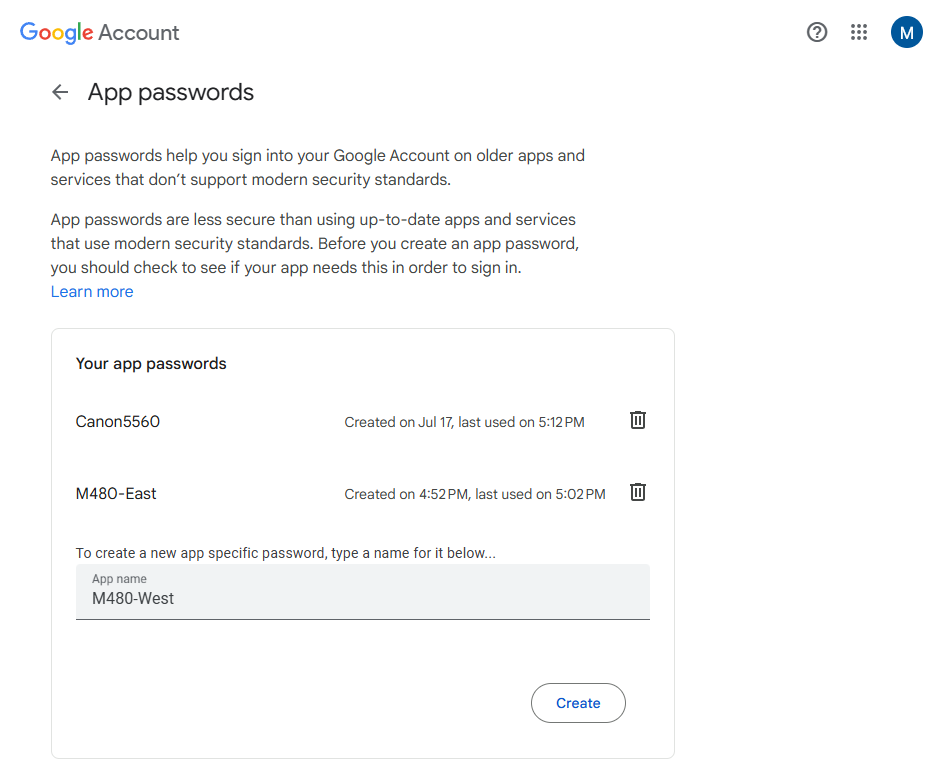 Google Account
M
App passwords
App passwords help you sign into your Google Account on older apps and
services that don’t support modern security standards.
App passwords are less secure than using up-to-date apps and services
that use modern security standards. Before you create an app password,
you should check to see if your app needs this in order to sign in.
Learn more
Your app passwords
Canon5560 Created on Jul 17, last used on 5:12 PM
M480-East Created on 4:52 PM, last used on 5:02 PM
To create a new app specific password, type a name for it below...
App name
M480-West
Create